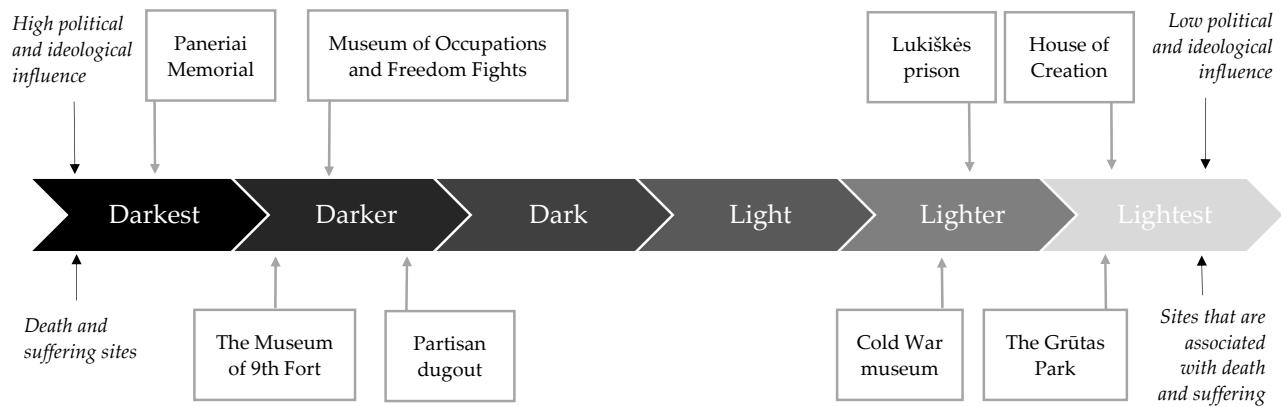 High political
and ideological
influence
Paneriai
Memorial
Museum of Occupations
and Freedom Fights
Lukiškės
prison
House of
Creation
Low political
and ideological
influence
Darkest
Darker
Dark
Light
Lighter
Lightest
Death and
suffering sites
The Museum
of 9th Fort
Partisan
dugout
Cold War
museum
The Grūtas
Park
Sites that are
associated
with death
and suffering